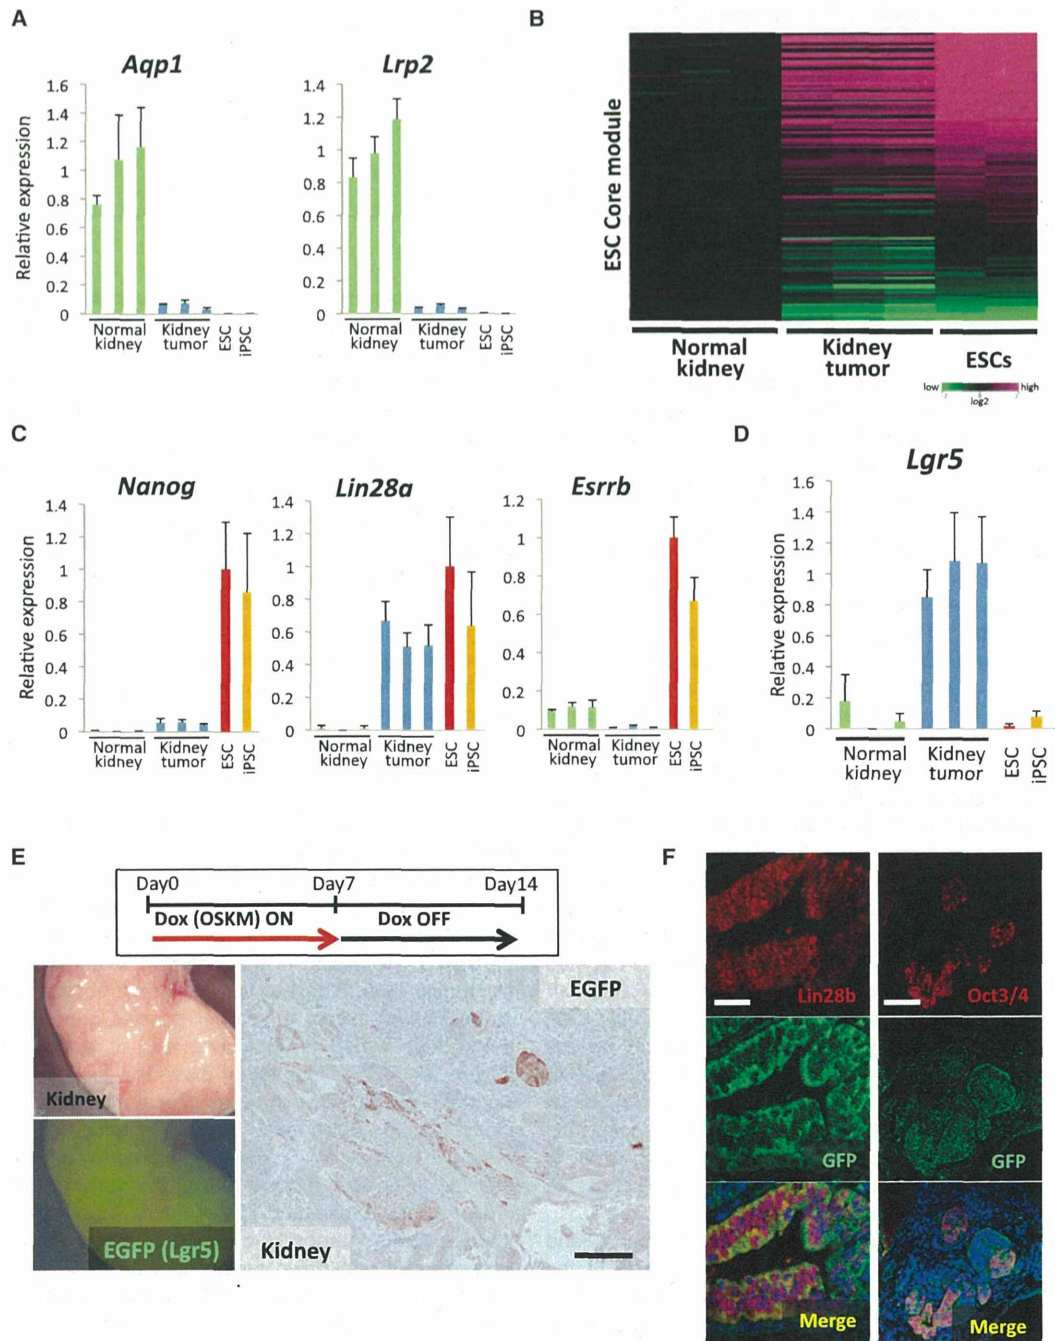 A
Aqp1
Relative expression
1.6
1.4
1.2
1
0.8
0.6
0.4
0.2
0
Normal kidney
Kidney tumor
ESC
iPSC
Lrp2
1.4
1.2
1
0.8
0.6
0.4
0.2
0
Normal kidney
Kidney tumor
ESC
iPSC
B
ESC Core module
Normal kidney
Kidney tumor
ESCs
low
high
log2
C
Nanog
Relative expression
1.4
1.2
1
0.8
0.6
0.4
0.2
0
Normal kidney
Kidney tumor
ESC
iPSC
Lin28a
1.4
1.2
1
0.8
0.6
0.4
0.2
0
Normal kidney
Kidney tumor
ESC
iPSC
Esrrb
1.2
1
0.8
0.6
0.4
0.2
0
Normal kidney
Kidney tumor
ESC
iPSC
D
Lgr5
Relative expression
1.6
1.4
1.2
1
0.8
0.6
0.4
0.2
0
Normal kidney
Kidney tumor
ESC
iPSC
E
Day0 Day7 Day14
Dox (OSKM) ON Dox OFF
Kidney
EGFP (Lgr5)
EGFP
Kidney
F
Lin28b
Oct3/4
GFP
GFP
Merge
Merge